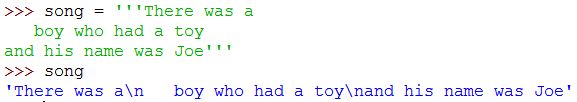 >>> song = '''There was a
   boy who had a toy
and his name was Joe'''
>>> song
'There was a\n   boy who had a toy\nand his name was Joe'